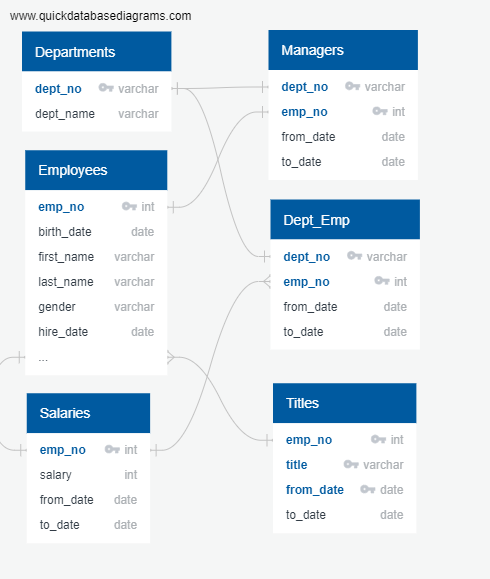 www.quickdatabasediagrams.com
Departments
dept_no varchar
dept_name varchar
Managers
dept_no varchar
emp_no int
from_date date
to_date date
Employees
emp_no int
birth_date date
first_name varchar
last_name varchar
gender varchar
hire_date date
...
Dept_Emp
dept_no varchar
emp_no int
from_date date
to_date date
Salaries
emp_no int
salary int
from_date date
to_date date
Titles
emp_no int
title varchar
from_date date
to_date date